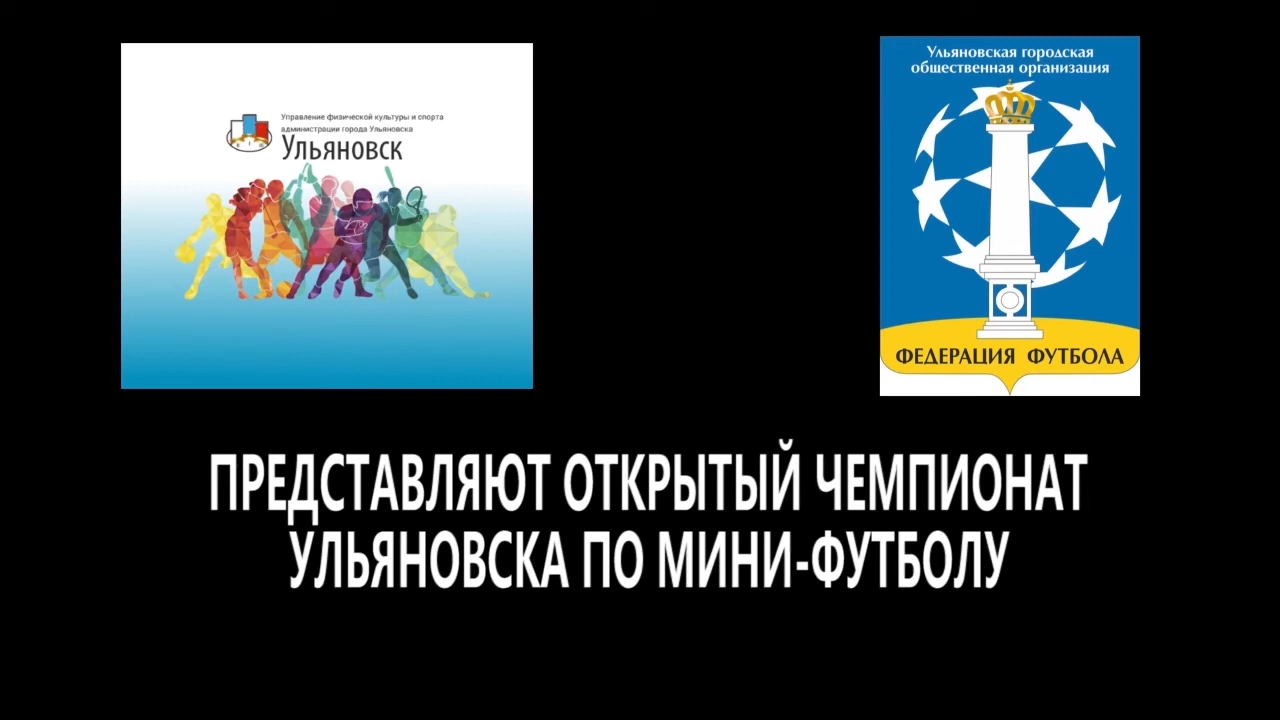 Управление физической культуры и спорта
администрации города Ульяновска
Ульяновск
Ульяновская городская
общественная организация
ФЕДЕРАЦИЯ ФУТБОЛА
ПРЕДСТАВЛЯЮТ ОТКРЫТЫЙ ЧЕМПИОНАТ
УЛЬЯНОВСКА ПО МИНИ-ФУТБОЛУ